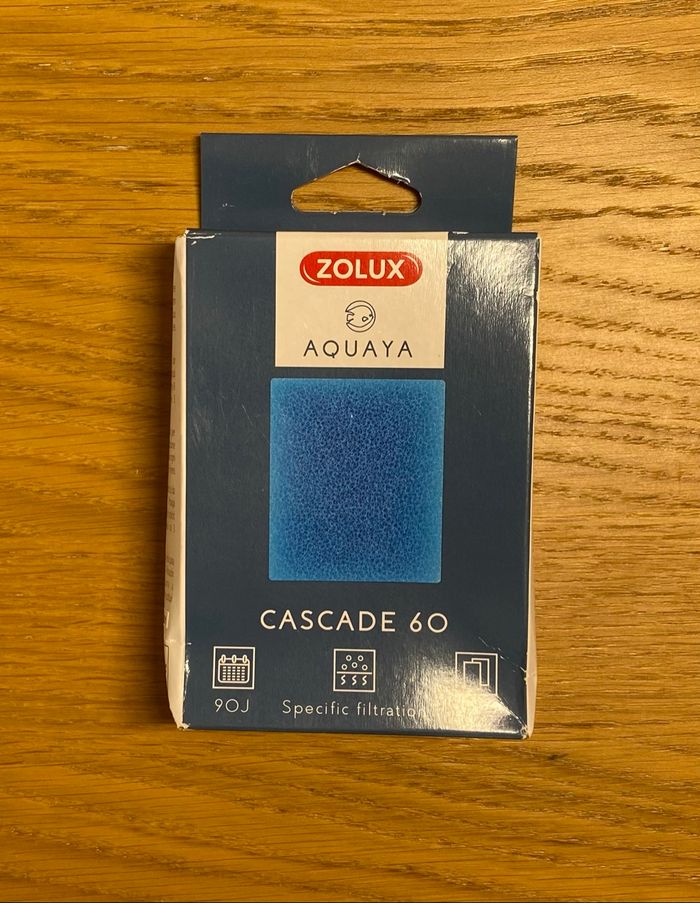 ZOLUX
AQUAYA
CASCADE 60
90J
Specific filtration